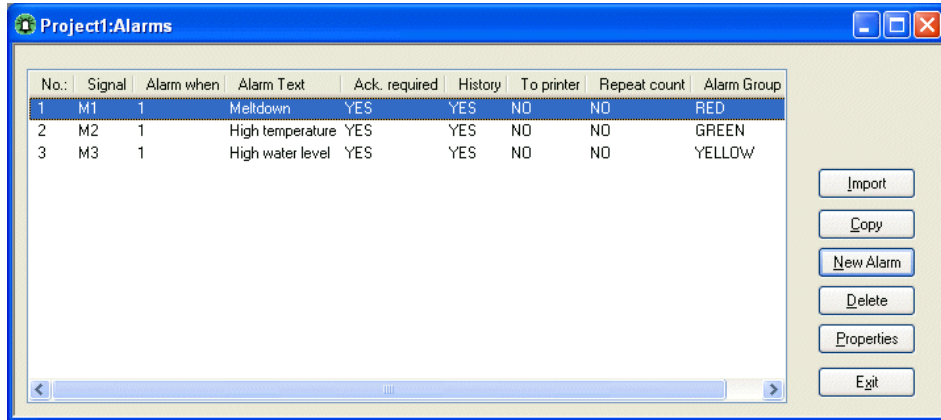 Project1:Alarms
No.: Signal Alarm when Alarm Text Ack. required History To printer Repeat count Alarm Group
1 M1 1 Meltdown YES YES NO NO RED
2 M2 1 High temperature YES YES NO NO GREEN
3 M3 1 High water level YES YES NO NO YELLOW
Import
Copy
New Alarm
Delete
Properties
Exit